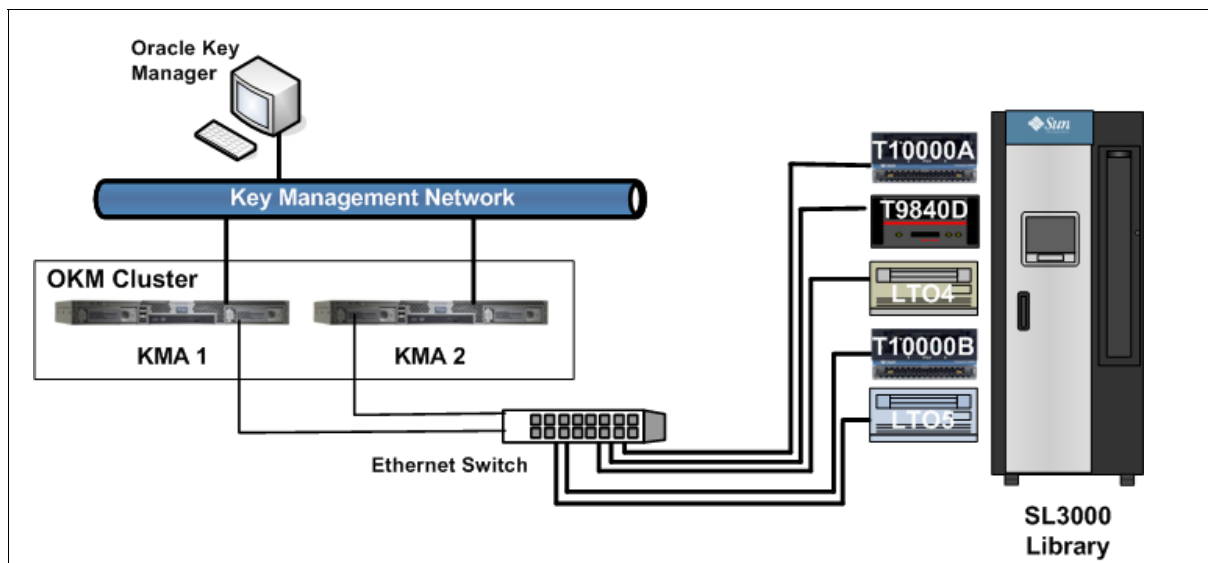 Oracle Key
Manager
Key Management Network
OKM Cluster
KMA 1
KMA 2
Ethernet Switch
T10000A
T9840D
LTO4
T10000B
LTO5
Sun
SL3000
Library